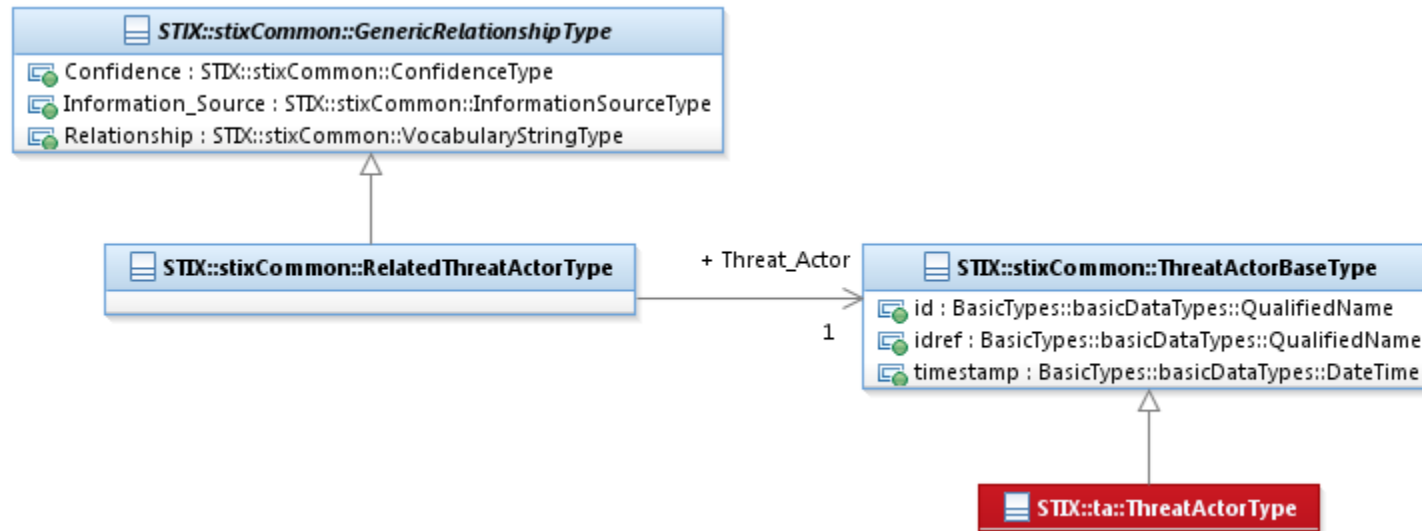 STIX::stixCommon::GenericRelationshipType
Confidence : STIX::stixCommon::ConfidenceType
Information_Source : STIX::stixCommon::InformationSourceType
Relationship : STIX::stixCommon::VocabularyStringType
STIX::stixCommon::RelatedThreatActorType
+ Threat_Actor
1
STIX::stixCommon::ThreatActorBaseType
id : BasicTypes::basicDataTypes::QualifiedName
idref : BasicTypes::basicDataTypes::QualifiedName
timestamp : BasicTypes::basicDataTypes::DateTime
STIX::ta::ThreatActorType